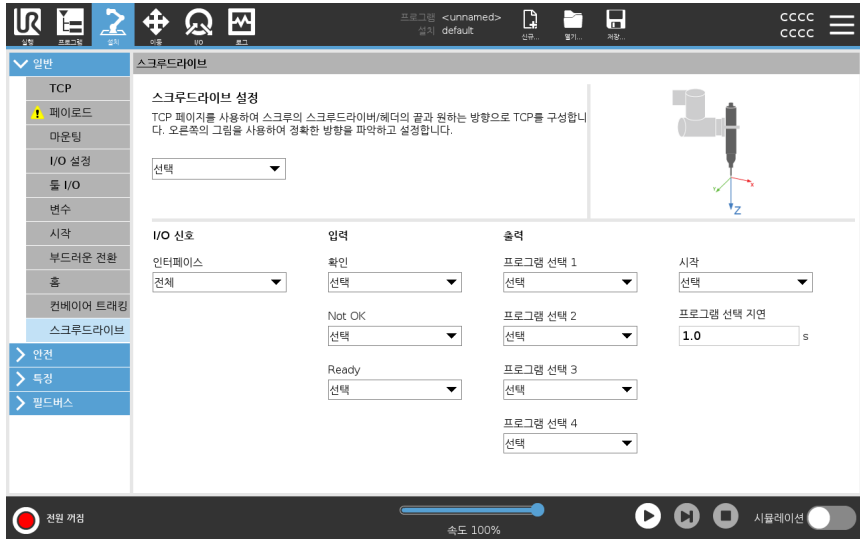 UR
프로그램 <unnamed>
설치 default
cccc
cccc
실행 프로그램 설치 이동 I/O 로그 신규... 열기... 저장...
일반
TCP
페이로드
마운팅
I/O 설정
툴 I/O
변수
시작
부드러운 전환
홈
컨베이어 트래킹
스크루드라이브
안전
특징
필드버스
스크루드라이브
스크루드라이브 설정
TCP 페이지를 사용하여 스크루의 스크루드라이버/헤더의 끝과 원하는 방향으로 TCP를 구성합니
다. 오른쪽의 그림을 사용하여 정확한 방향을 파악하고 설정합니다.
선택
Y X
Z
I/O 신호 입력 출력
인터페이스 확인 프로그램 선택 1 시작
전체 선택 선택 선택
Not OK 프로그램 선택 2 프로그램 선택 지연
선택 선택 1.0 s
Ready 프로그램 선택 3
선택 선택
프로그램 선택 4
선택
전원 꺼짐
속도 100%
시뮬레이션